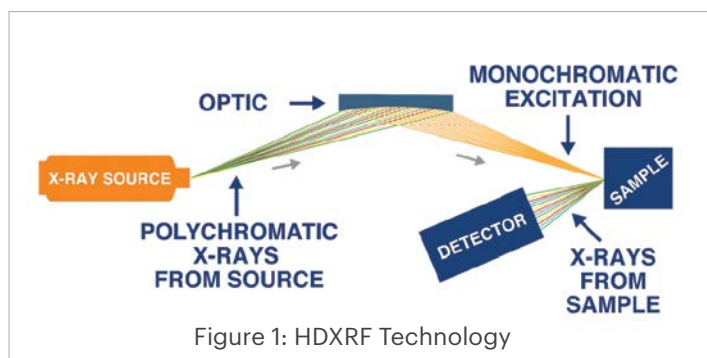 OPTIC
MONOCHROMATIC
EXCITATION
X-RAY SOURCE
SAMPLE
POLYCHROMATIC
X-RAYS
FROM SOURCE
DETECTOR
X-RAYS
FROM
SAMPLE
Figure 1: HDXRF Technology